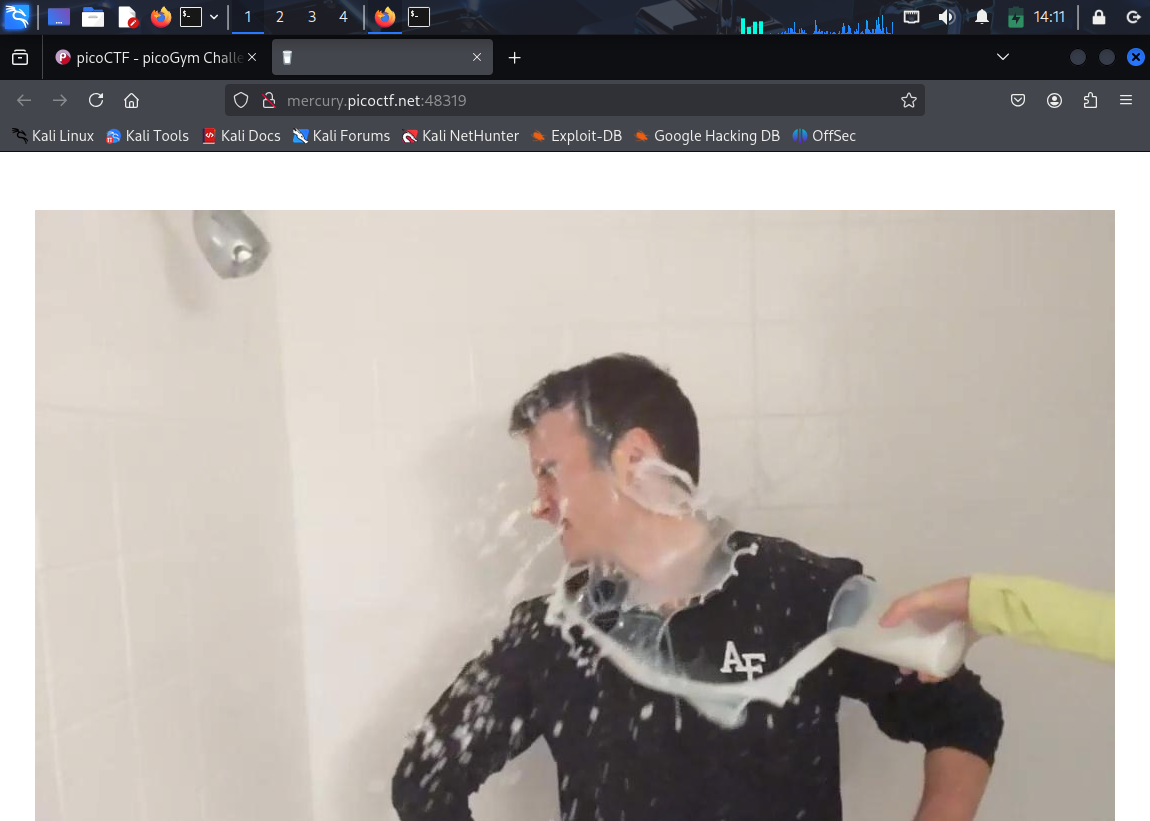 1 2 3 4 14:11
picoCTF - picoGym Challe
mercury.picoctf.net:48319
Kali Linux Kali Tools Kali Docs Kali Forums Kali NetHunter Exploit-DB Google Hacking DB OffSec
AF